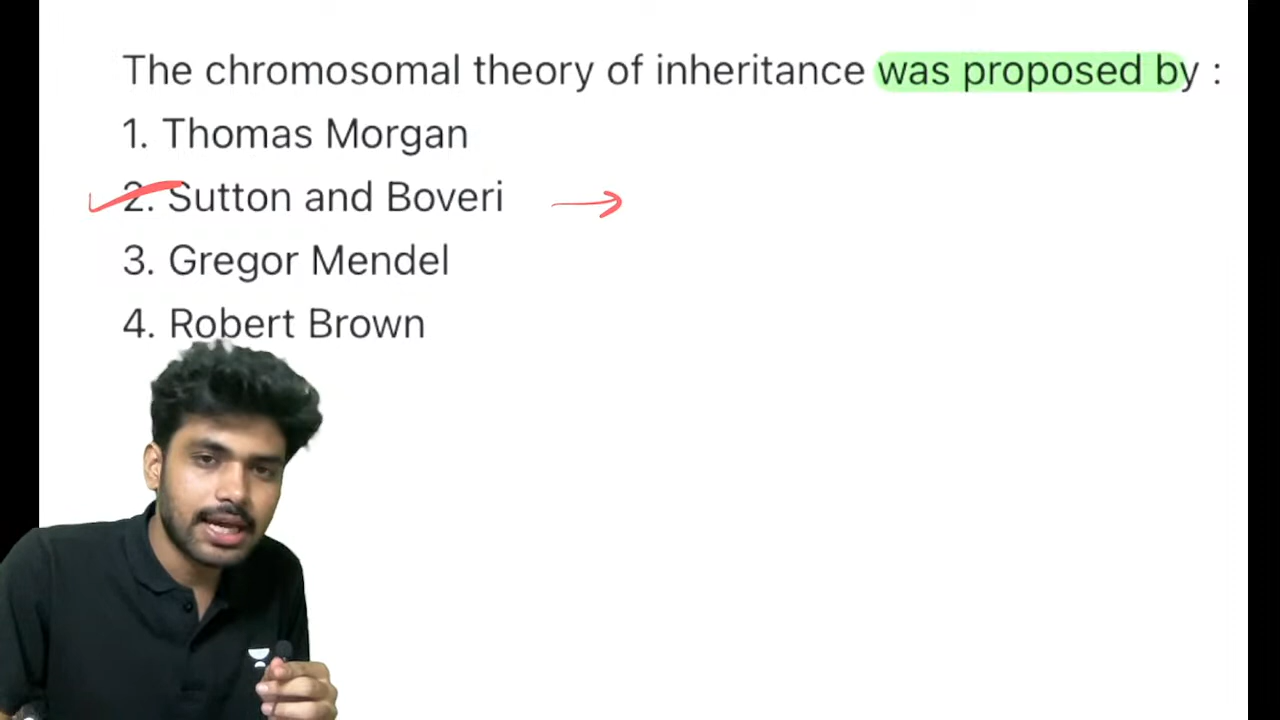 The chromosomal theory of inheritance was proposed by :
1. Thomas Morgan
2. Sutton and Boveri
3. Gregor Mendel
4. Robert Brown